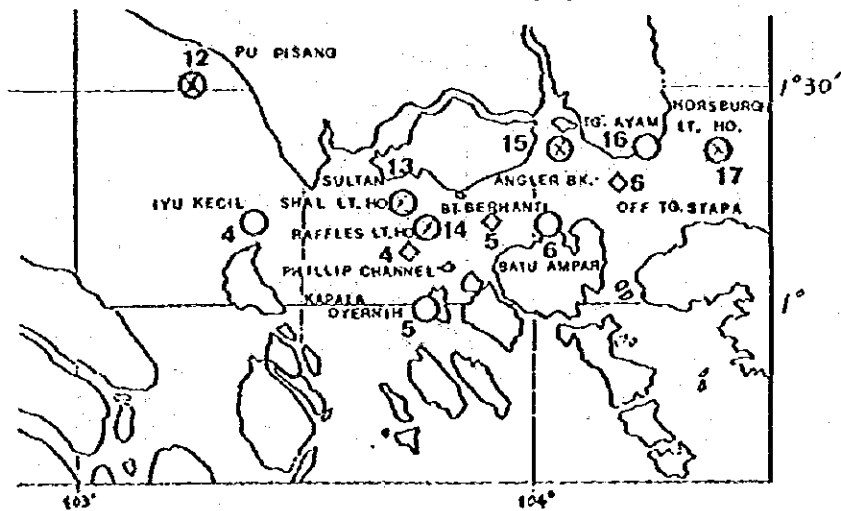 PU PISANG
12
1°30'
HORSBURG
LT. HO.
TG. AYAM
15
16
17
13
SULTAN
ANGLER BK.
6
IYU KECIL
SHAL LT. HO
BT. BERHANTI
OFF TG. STAPA
4
RAFFLES LT. HO
14
5
4
6
PHILLIP CHANNEL
BATU AMPAR
KAPALA
1°
OYERNIH
5
103°
104°